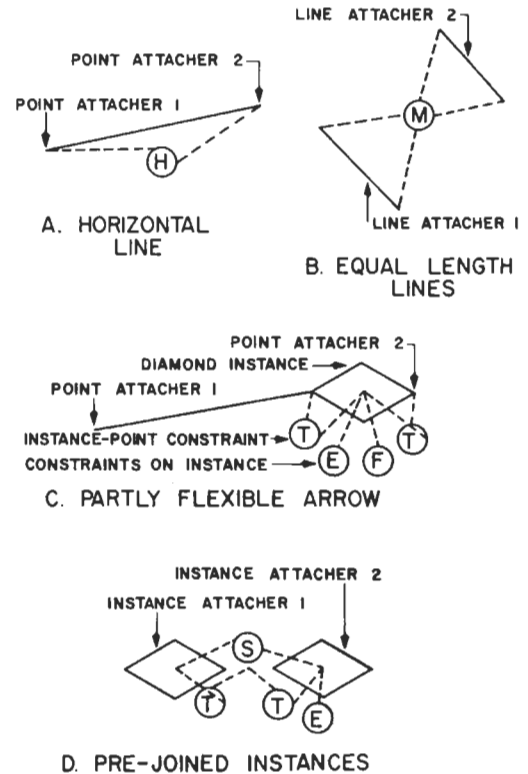 POINT ATTACHER 2
POINT ATTACHER 1
H
A. HORIZONTAL
LINE
LINE ATTACHER 2
M
LINE ATTACHER 1
B. EQUAL LENGTH
LINES
POINT ATTACHER 2
DIAMOND INSTANCE
POINT ATTACHER 1
INSTANCE-POINT CONSTRAINT
T
T
CONSTRAINTS ON INSTANCE
E
F
C. PARTLY FLEXIBLE ARROW
INSTANCE ATTACHER 2
INSTANCE ATTACHER 1
S
T
T
E
D. PRE-JOINED INSTANCES